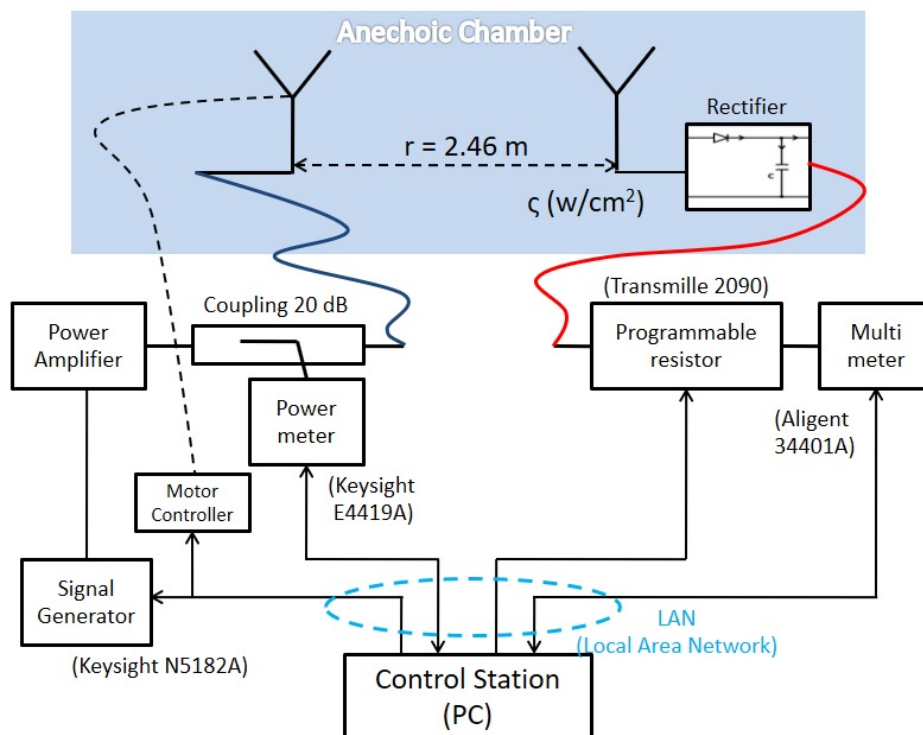 Anechoic Chamber
Rectifier
c
r = 2.46 m
ς (w/cm²)
(Transmille 2090)
Coupling 20 dB
Power
Amplifier
Programmable
resistor
Multi
meter
Power
meter
(Aligent
34401A)
Motor
Controller
(Keysight
E4419A)
Signal
Generator
LAN
(Local Area Network)
(Keysight N5182A)
Control Station
(PC)